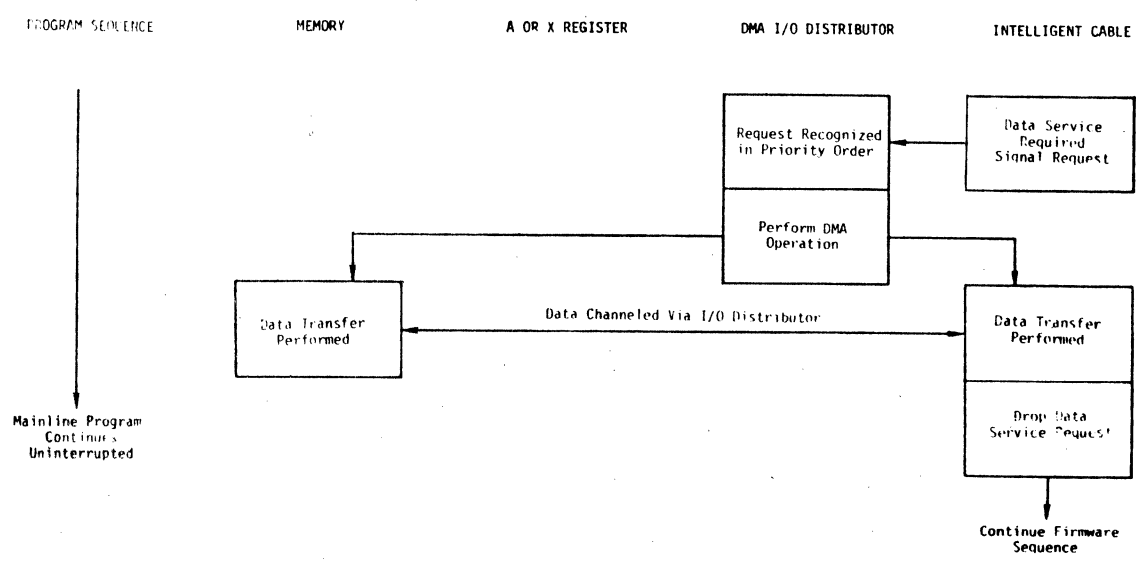 PROGRAM SEQUENCE
MEMORY
A OR X REGISTER
DMA I/O DISTRIBUTOR
INTELLIGENT CABLE
Request Recognized
in Priority Order
Data Service
Required
Signal Request
Perform DMA
Operation
Data Transfer
Performed
Data Channeled Via I/O Distributor
Data Transfer
Performed
Mainline Program
Continues
Uninterrupted
Drop Data
Service Request
Continue Firmware
Sequence